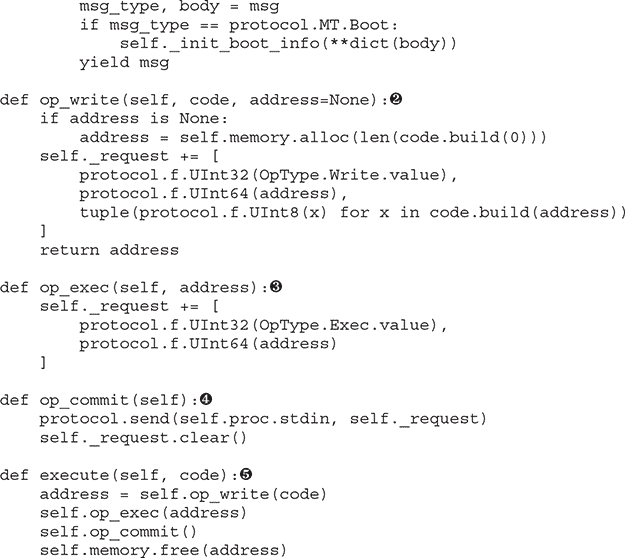 msg_type, body = msg
        if msg_type == protocol.MT.Boot:
            self._init_boot_info(**dict(body))
        yield msg

def op_write(self, code, address=None):❷
    if address is None:
        address = self.memory.alloc(len(code.build(0)))
    self._request += [
        protocol.f.UInt32(OpType.Write.value),
        protocol.f.UInt64(address),
        tuple(protocol.f.UInt8(x) for x in code.build(address))
    ]
    return address

def op_exec(self, address):❸
    self._request += [
        protocol.f.UInt32(OpType.Exec.value),
        protocol.f.UInt64(address)
    ]

def op_commit(self):❹
    protocol.send(self.proc.stdin, self._request)
    self._request.clear()

def execute(self, code):❺
    address = self.op_write(code)
    self.op_exec(address)
    self.op_commit()
    self.memory.free(address)